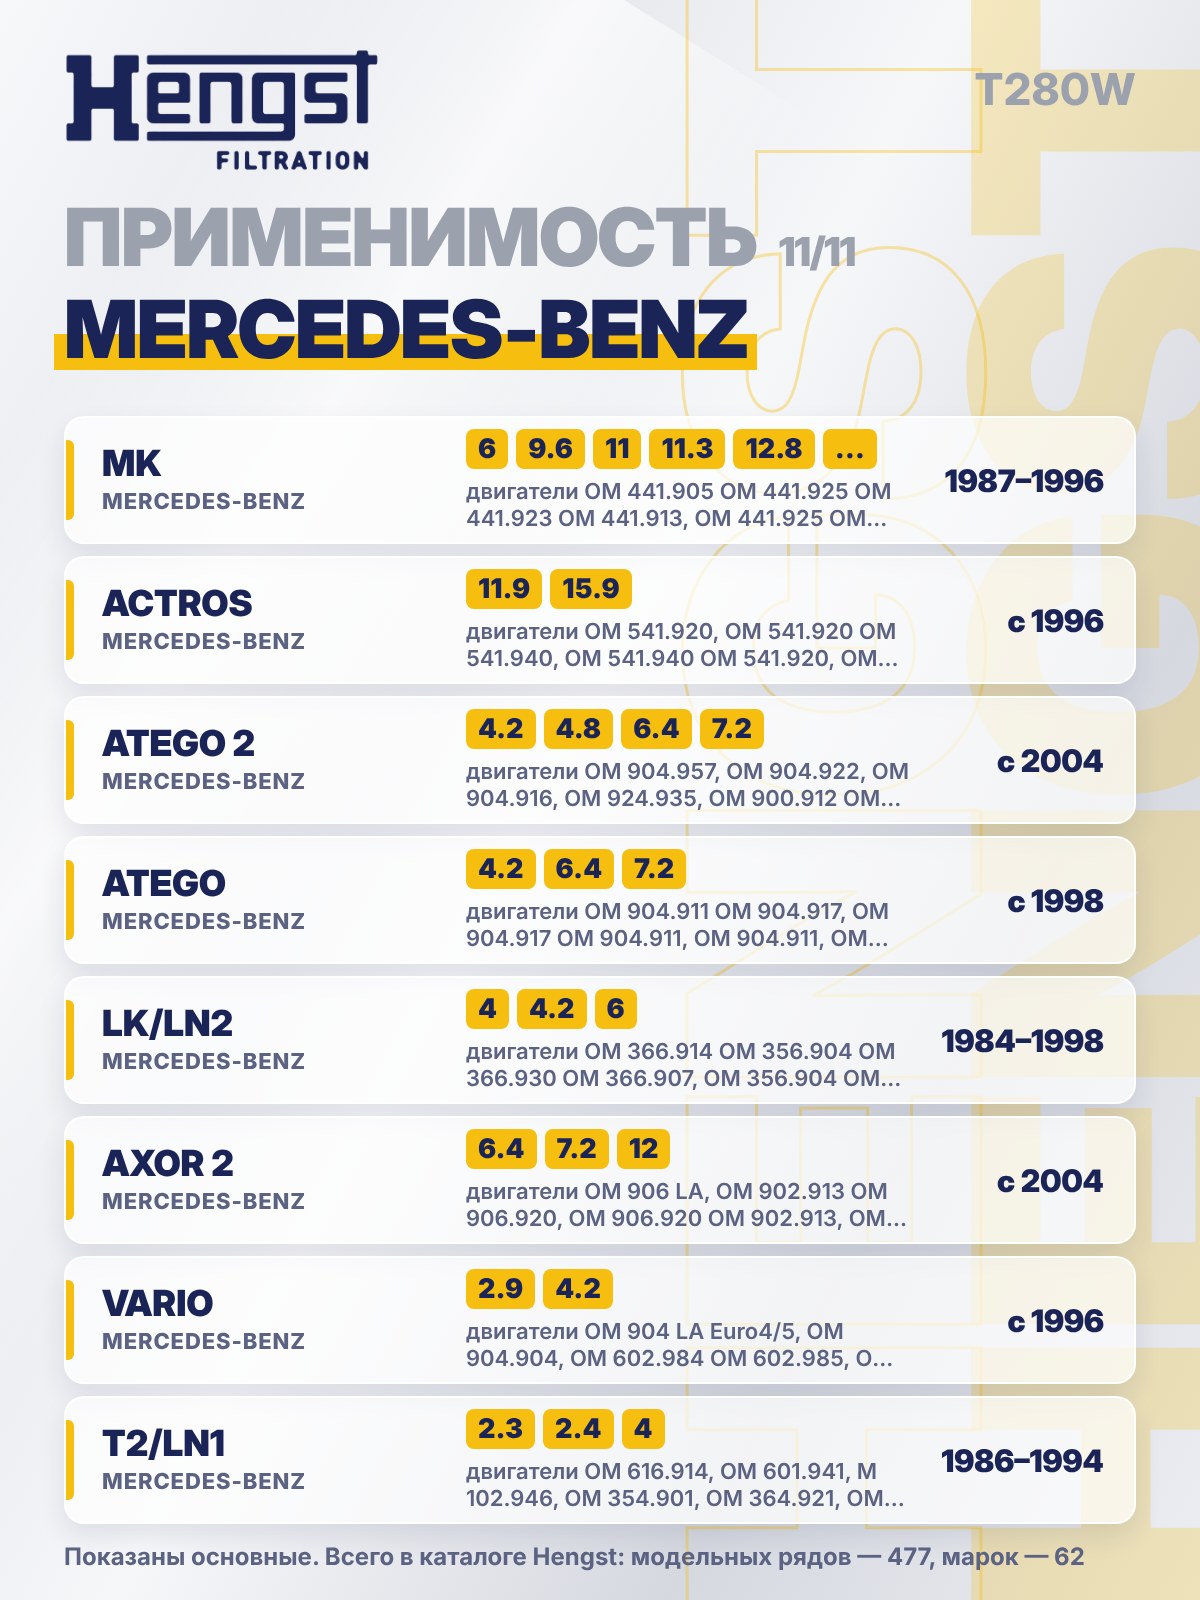 Hengst
FILTRATION
T280W
ПРИМЕНИМОСТЬ 11/11
MERCEDES-BENZ
MK
MERCEDES-BENZ
6 9.6 11 11.3 12.8 ...
двигатели OM 441.905 OM 441.925 OM
441.923 OM 441.913, OM 441.925 OM...
1987–1996
ACTROS
MERCEDES-BENZ
11.9 15.9
двигатели OM 541.920, OM 541.920 OM
541.940, OM 541.940 OM 541.920, OM...
с 1996
ATEGO 2
MERCEDES-BENZ
4.2 4.8 6.4 7.2
двигатели OM 904.957, OM 904.922, OM
904.916, OM 924.935, OM 900.912 OM...
с 2004
ATEGO
MERCEDES-BENZ
4.2 6.4 7.2
двигатели OM 904.911 OM 904.917, OM
904.917 OM 904.911, OM 904.911, OM...
с 1998
LK/LN2
MERCEDES-BENZ
4 4.2 6
двигатели OM 366.914 OM 356.904 OM
366.930 OM 366.907, OM 356.904 OM...
1984–1998
AXOR 2
MERCEDES-BENZ
6.4 7.2 12
двигатели OM 906 LA, OM 902.913 OM
906.920, OM 906.920 OM 902.913, OM...
с 2004
VARIO
MERCEDES-BENZ
2.9 4.2
двигатели OM 904 LA Euro4/5, OM
904.904, OM 602.984 OM 602.985, O...
с 1996
T2/LN1
MERCEDES-BENZ
2.3 2.4 4
двигатели OM 616.914, OM 601.941, M
102.946, OM 354.901, OM 364.921, OM...
1986–1994
Показаны основные. Всего в каталоге Hengst: модельных рядов — 477, марок — 62
HENGST
HENGST